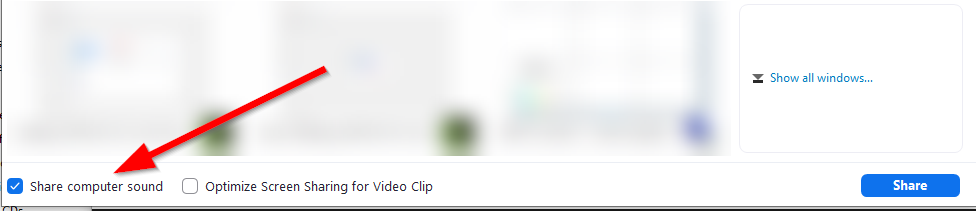 Show all windows...
Share computer sound
Optimize Screen Sharing for Video Clip
Share